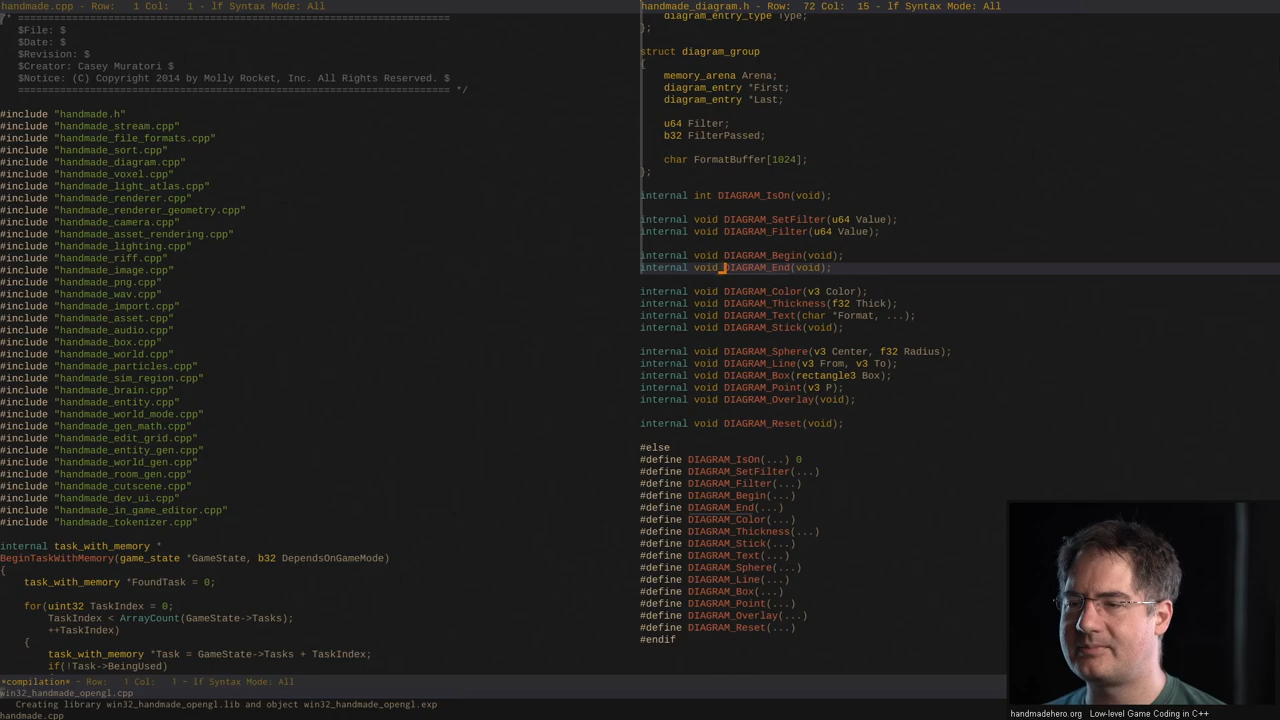 handmade.cpp - Row:   1 Col:   1 - lf Syntax Mode: All
/* ========================================================================
   $File: $
   $Date: $
   $Revision: $
   $Creator: Casey Muratori $
   $Notice: (C) Copyright 2014 by Molly Rocket, Inc. All Rights Reserved. $
   ======================================================================== */
#include "handmade.h"
#include "handmade_stream.cpp"
#include "handmade_file_formats.cpp"
#include "handmade_sort.cpp"
#include "handmade_diagram.cpp"
#include "handmade_voxel.cpp"
#include "handmade_light_atlas.cpp"
#include "handmade_renderer.cpp"
#include "handmade_renderer_geometry.cpp"
#include "handmade_camera.cpp"
#include "handmade_asset_rendering.cpp"
#include "handmade_lighting.cpp"
#include "handmade_riff.cpp"
#include "handmade_image.cpp"
#include "handmade_png.cpp"
#include "handmade_wav.cpp"
#include "handmade_import.cpp"
#include "handmade_asset.cpp"
#include "handmade_audio.cpp"
#include "handmade_box.cpp"
#include "handmade_world.cpp"
#include "handmade_particles.cpp"
#include "handmade_sim_region.cpp"
#include "handmade_brain.cpp"
#include "handmade_entity.cpp"
#include "handmade_world_mode.cpp"
#include "handmade_gen_math.cpp"
#include "handmade_edit_grid.cpp"
#include "handmade_entity_gen.cpp"
#include "handmade_world_gen.cpp"
#include "handmade_room_gen.cpp"
#include "handmade_cutscene.cpp"
#include "handmade_dev_ui.cpp"
#include "handmade_in_game_editor.cpp"
#include "handmade_tokenizer.cpp"
internal task_with_memory *
BeginTaskWithMemory(game_state *GameState, b32 DependsOnGameMode)
{
    task_with_memory *FoundTask = 0;
    for(uint32 TaskIndex = 0;
        TaskIndex < ArrayCount(GameState->Tasks);
        ++TaskIndex)
    {
        task_with_memory *Task = GameState->Tasks + TaskIndex;
        if(!Task->BeingUsed)
*compilation* - Row:   1 Col:   1 - lf Syntax Mode: All
win32_handmade_opengl.cpp
   Creating library win32_handmade_opengl.lib and object win32_handmade_opengl.exp
handmade.cpp
handmade_diagram.h - Row:  72 Col:  15 - lf Syntax Mode: All
    diagram_entry_type Type;
};
struct diagram_group
{
    memory_arena Arena;
    diagram_entry *First;
    diagram_entry *Last;
    u64 Filter;
    b32 FilterPassed;
    char FormatBuffer[1024];
};
internal int DIAGRAM_IsOn(void);
internal void DIAGRAM_SetFilter(u64 Value);
internal void DIAGRAM_Filter(u64 Value);
internal void DIAGRAM_Begin(void);
internal void DIAGRAM_End(void);
internal void DIAGRAM_Color(v3 Color);
internal void DIAGRAM_Thickness(f32 Thick);
internal void DIAGRAM_Text(char *Format, ...);
internal void DIAGRAM_Stick(void);
internal void DIAGRAM_Sphere(v3 Center, f32 Radius);
internal void DIAGRAM_Line(v3 From, v3 To);
internal void DIAGRAM_Box(rectangle3 Box);
internal void DIAGRAM_Point(v3 P);
internal void DIAGRAM_Overlay(void);
internal void DIAGRAM_Reset(void);
#else
#define DIAGRAM_IsOn(...) 0
#define DIAGRAM_SetFilter(...)
#define DIAGRAM_Filter(...)
#define DIAGRAM_Begin(...)
#define DIAGRAM_End(...)
#define DIAGRAM_Color(...)
#define DIAGRAM_Thickness(...)
#define DIAGRAM_Stick(...)
#define DIAGRAM_Text(...)
#define DIAGRAM_Sphere(...)
#define DIAGRAM_Line(...)
#define DIAGRAM_Box(...)
#define DIAGRAM_Point(...)
#define DIAGRAM_Overlay(...)
#define DIAGRAM_Reset(...)
#endif
handmadehero.org   Low-level Game Coding in C++